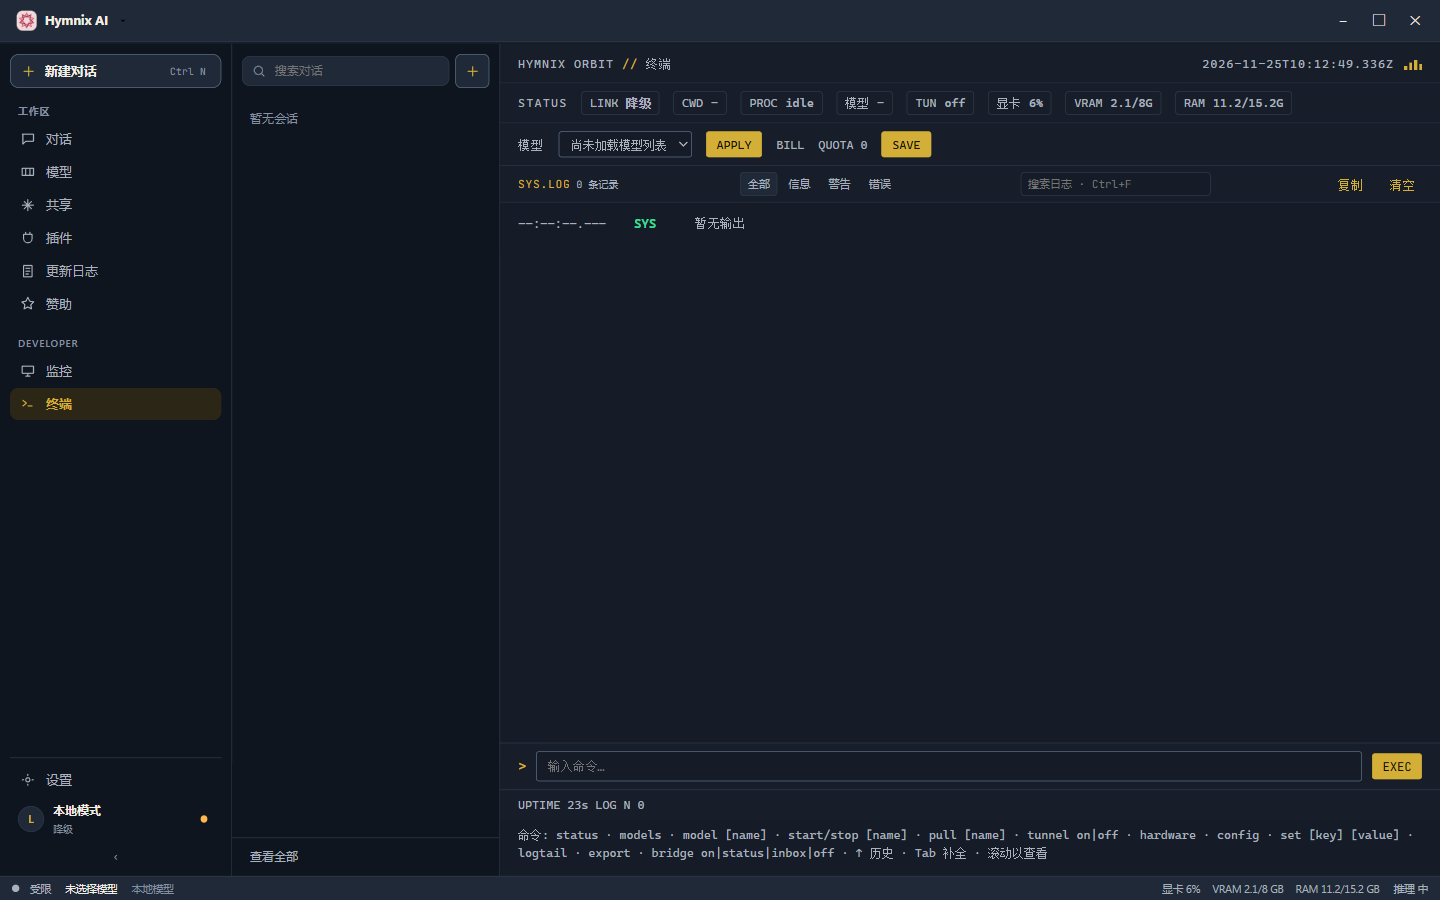 Hymnix AI
新建对话 Ctrl N
工作区
对话
模型
共享
插件
更新日志
赞助
DEVELOPER
监控
>_ 终端
设置
L 本地模式
降级
‹
搜索对话
暂无会话
查看全部
HYMNIX ORBIT // 终端 2026-11-25T10:12:49.336Z
STATUS LINK 降级 CWD — PROC idle 模型 — TUN off 显卡 6% VRAM 2.1/8G RAM 11.2/15.2G
模型 尚未加载模型列表 APPLY BILL QUOTA 0 SAVE
SYS.LOG 0 条记录 全部 信息 警告 错误 搜索日志 · Ctrl+F 复制 清空
--:--:--.--- SYS 暂无输出
> 输入命令… EXEC
UPTIME 23s LOG N 0
命令: status · models · model [name] · start/stop [name] · pull [name] · tunnel on|off · hardware · config · set [key] [value] ·
logtail · export · bridge on|status|inbox|off · ↑ 历史 · Tab 补全 · 滚动以查看
受限 未选择模型 本地模型 显卡 6% VRAM 2.1/8 GB RAM 11.2/15.2 GB 推理 中